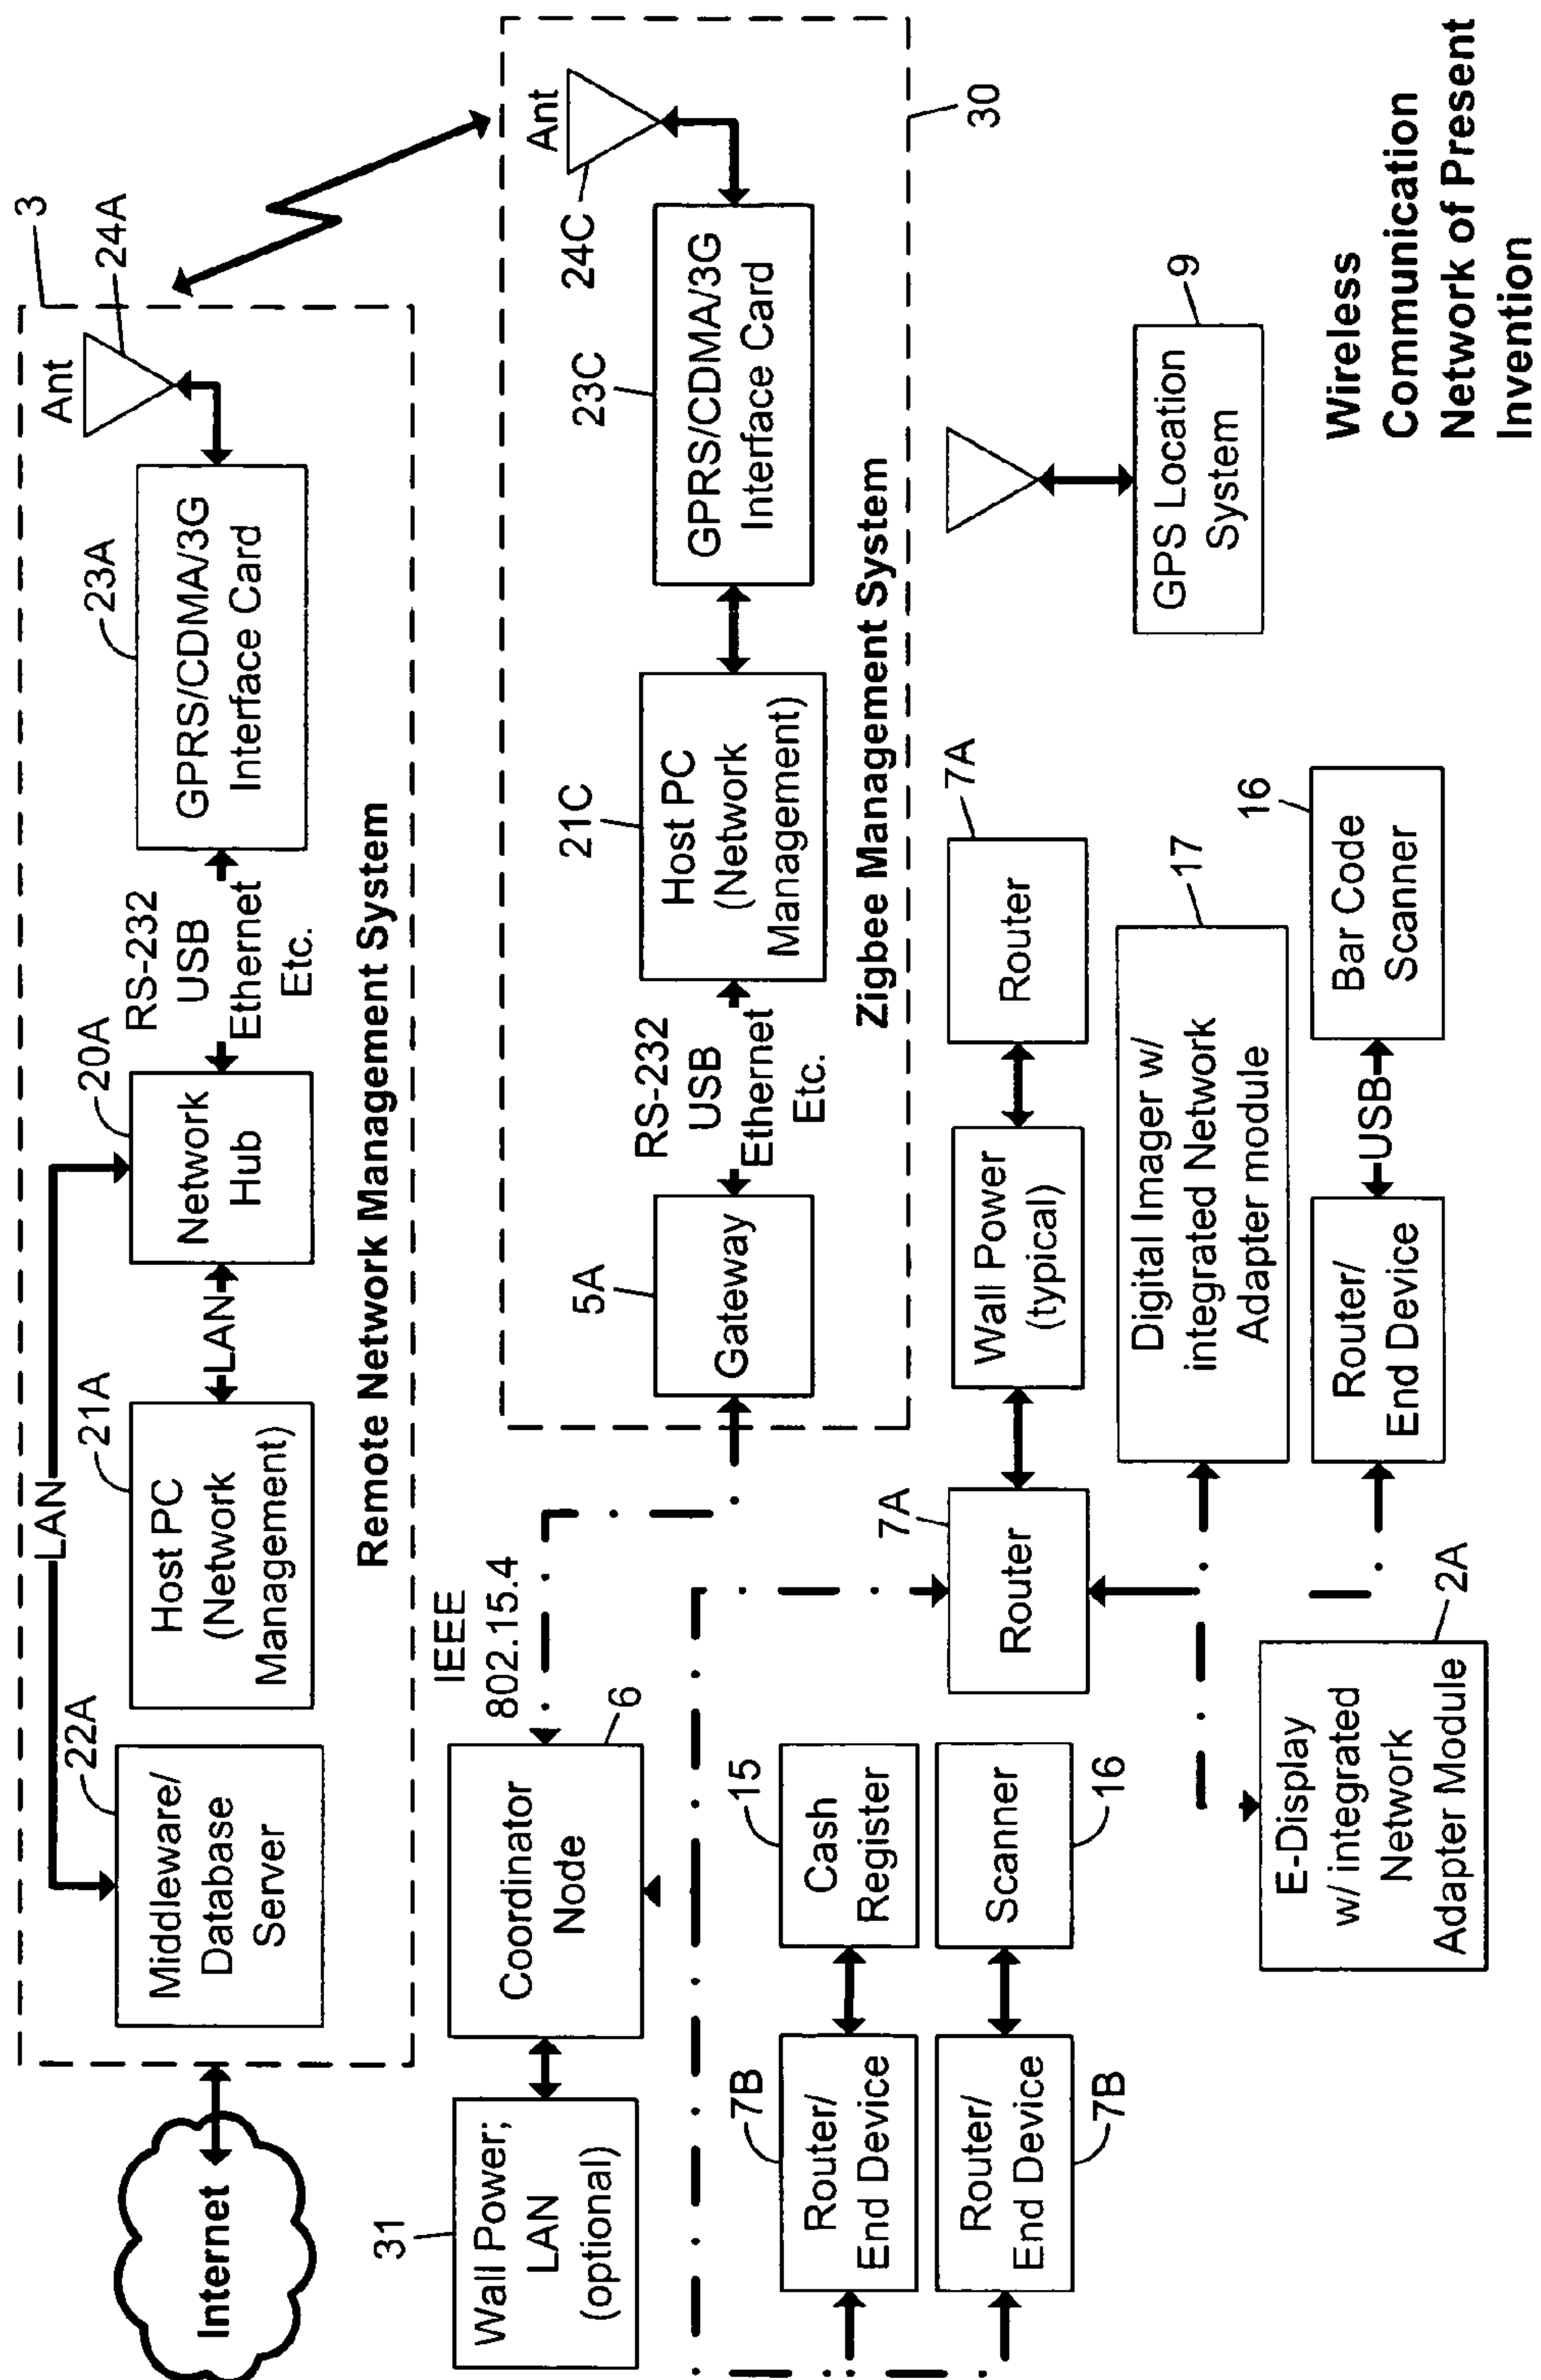 Internet
LAN
22A
Middleware/
Database
Server
21A
Host PC
(Network
Management)
LAN
20A
Network
Hub
RS-232
USB
Ethernet
Etc.
23A
GPRS/CDMA/3G
Interface Card
Ant
24A
3
Remote Network Management System
31
Wall Power;
LAN
(optional)
Coordinator
Node
6
IEEE
802.15.4
5A
Gateway
RS-232
USB
Ethernet
Etc.
21C
Host PC
(Network
Management)
23C
GPRS/CDMA/3G
Interface Card
24C
Ant
Zigbee Management System
30
7B
Router/
End Device
15
Cash
Register
Router/
End Device
7B
Scanner
16
7A
Router
Wall Power
(typical)
7A
Router
GPS Location
System
9
Digital Imager w/
integrated Network
Adapter module
17
E-Display
w/ integrated
Network
Adapter Module
2A
Router/
End Device
USB
Bar Code
Scanner
16
Wireless
Communication
Network of Present
Invention